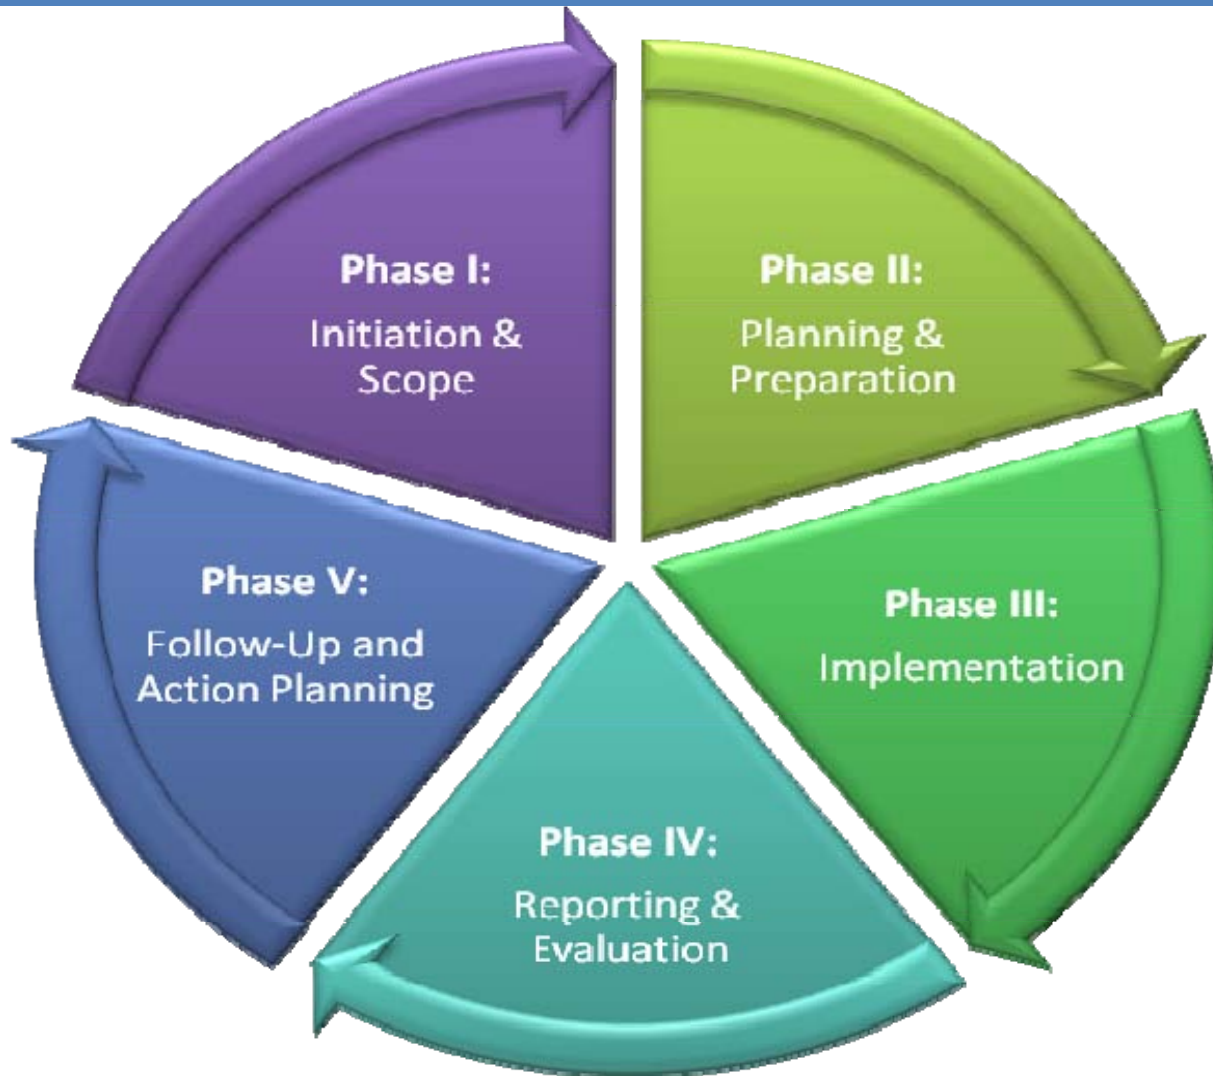 Phase I:
Initiation &
Scope
Phase II:
Planning &
Preparation
Phase III:
Implementation
Phase IV:
Reporting &
Evaluation
Phase V:
Follow-Up and
Action Planning